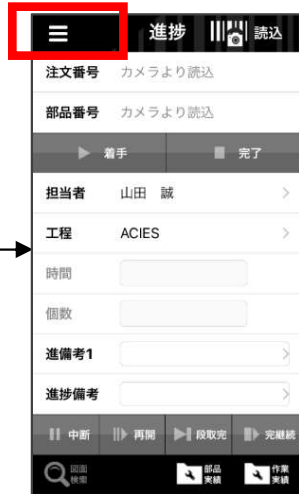 進捗 読込
注文番号 カメラより読込
部品番号 カメラより読込
着手 完了
担当者 山田 誠
工程 ACIES
時間
個数
進備考1
進捗備考
中断 再開 段取完 完継続
図面検索 部品実績 作業実績